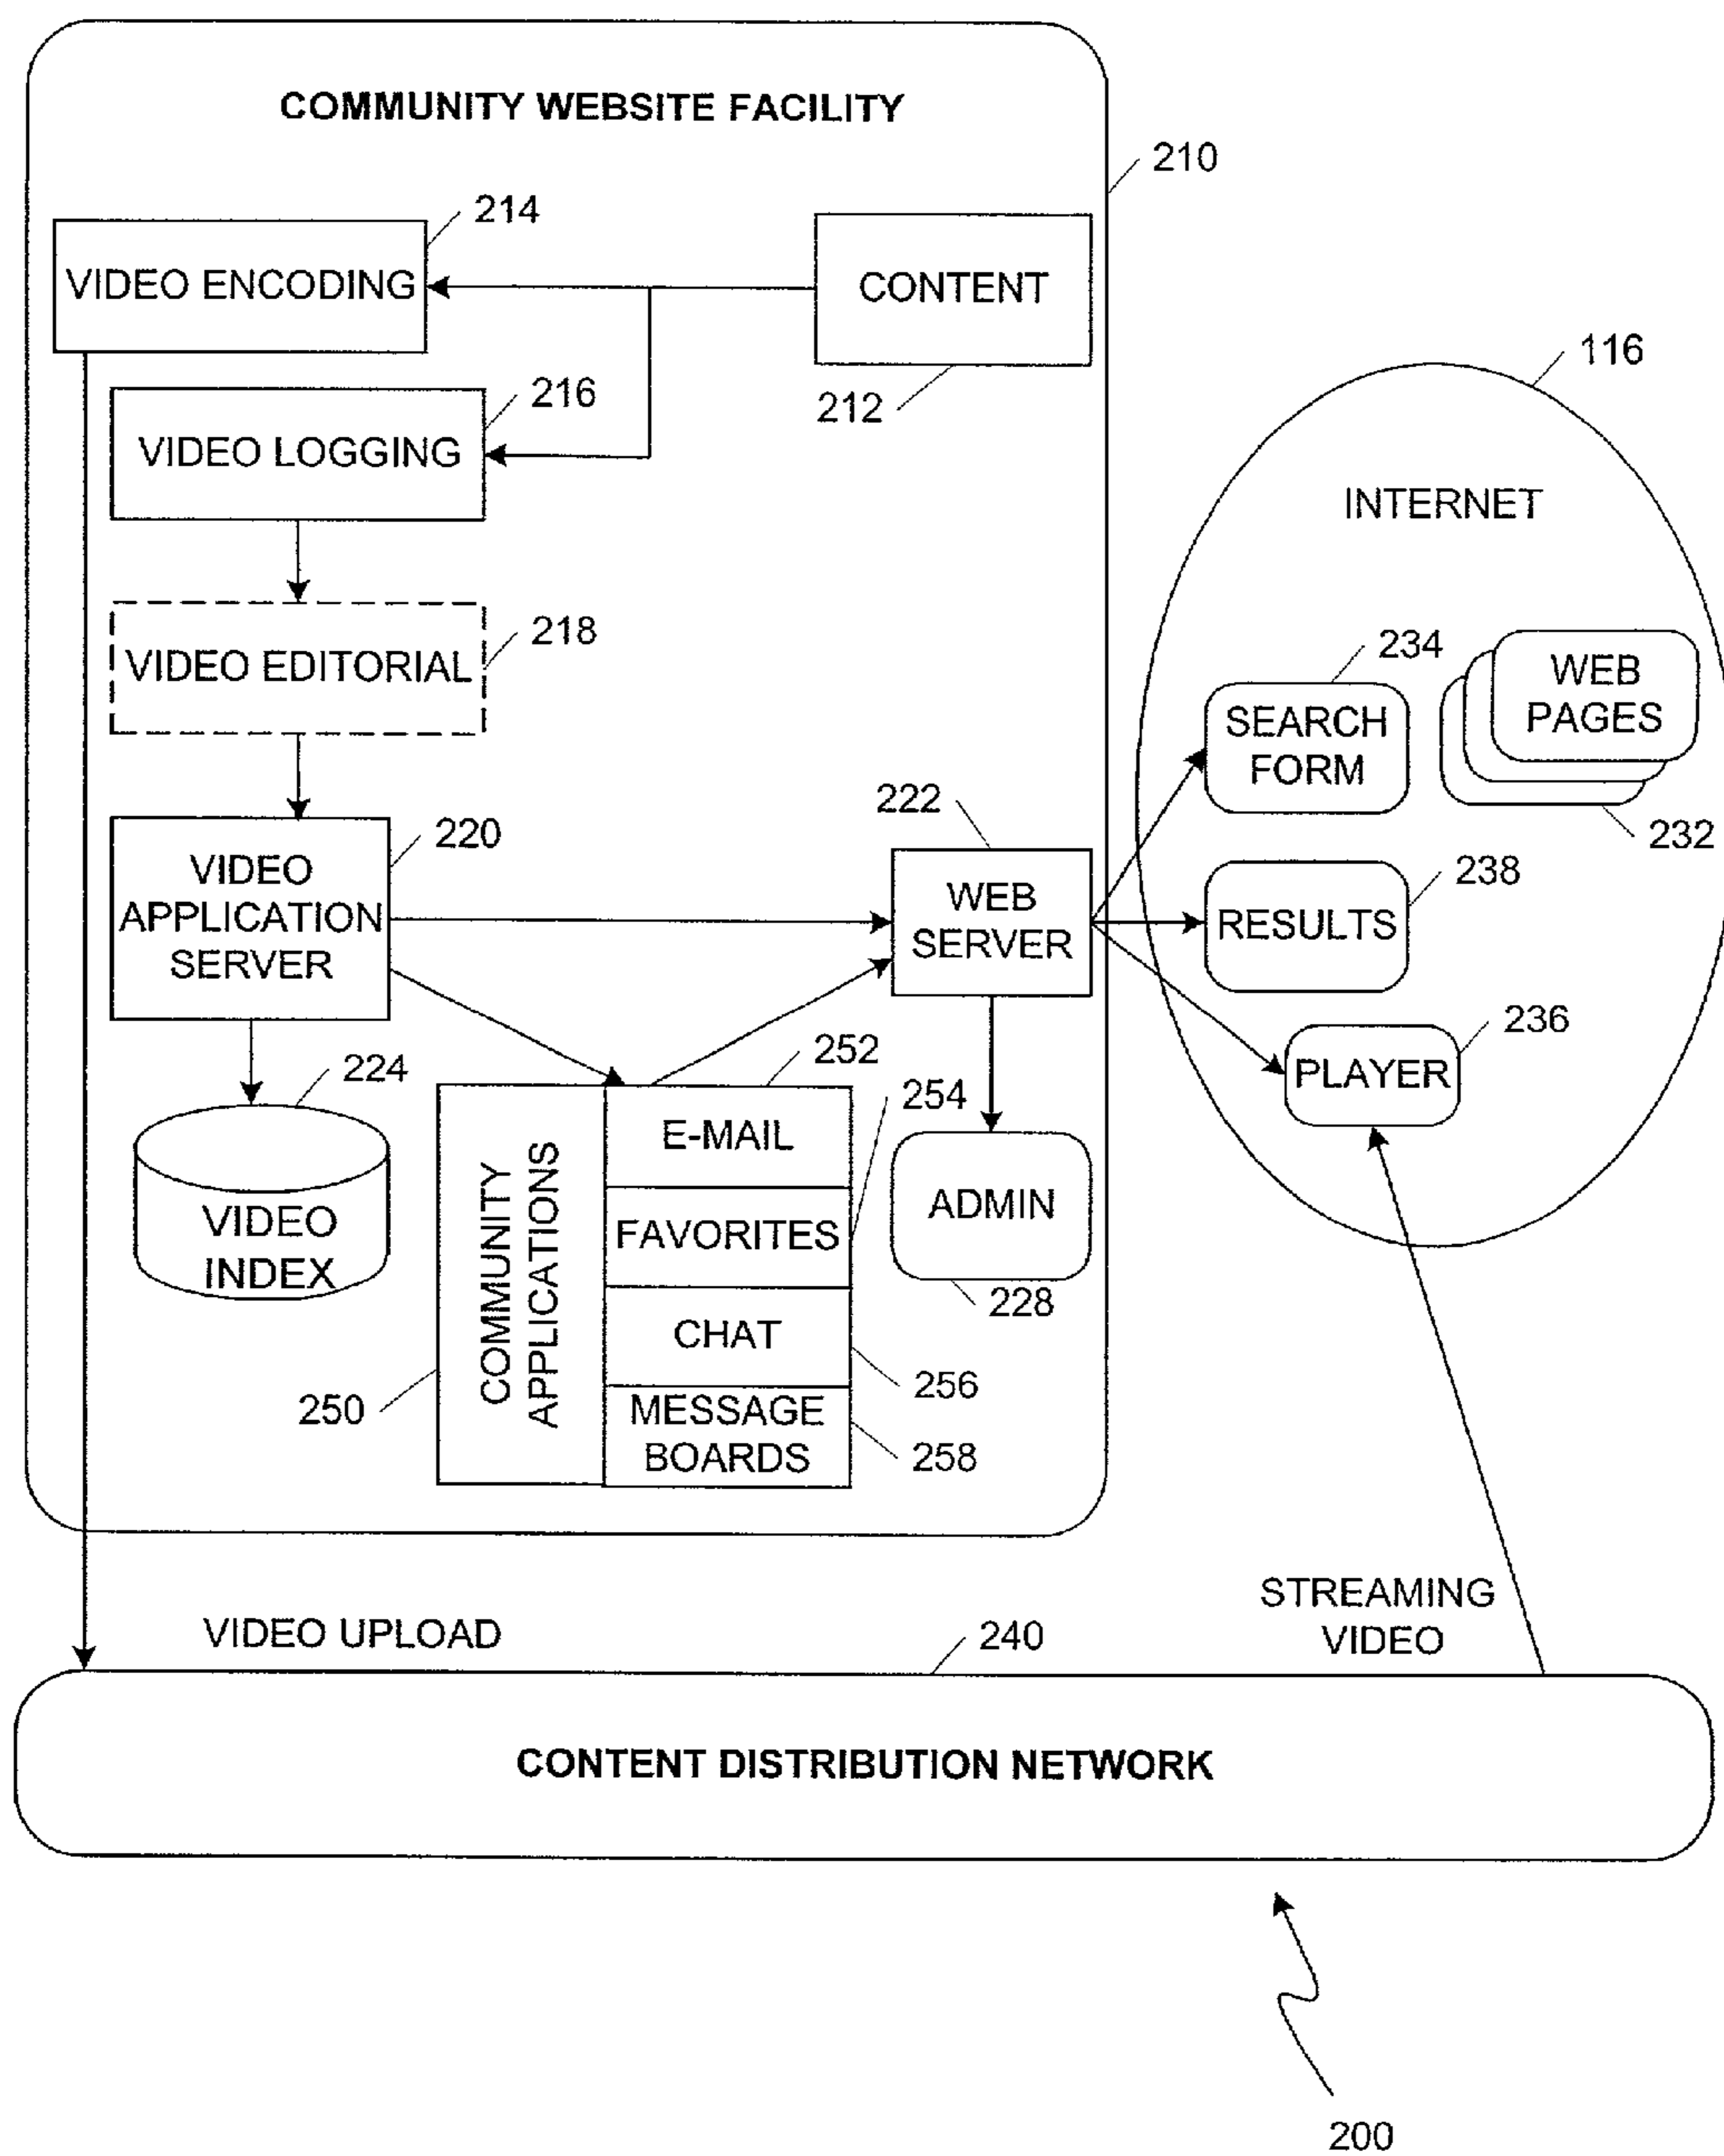 COMMUNITY WEBSITE FACILITY
210
214
VIDEO ENCODING
CONTENT
212
216
VIDEO LOGGING
116
INTERNET
218
VIDEO EDITORIAL
234
SEARCH
FORM
WEB
PAGES
232
220
VIDEO
APPLICATION
SERVER
222
WEB
SERVER
238
RESULTS
236
PLAYER
224
VIDEO
INDEX
252
254
COMMUNITY
APPLICATIONS
E-MAIL
FAVORITES
CHAT
MESSAGE
BOARDS
250
256
258
ADMIN
228
VIDEO UPLOAD
240
STREAMING
VIDEO
CONTENT DISTRIBUTION NETWORK
200